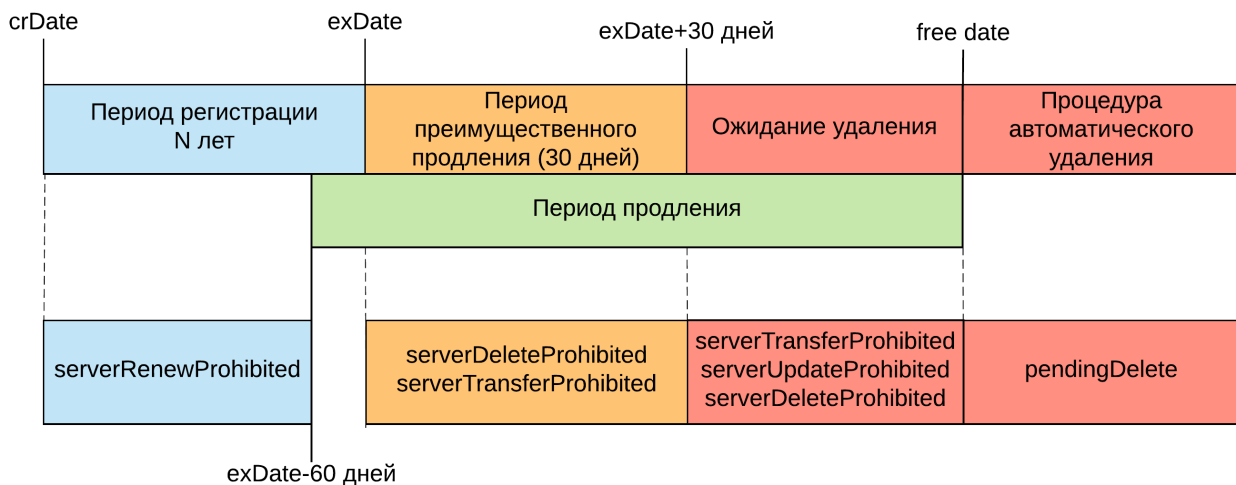 crDate
exDate
exDate+30 дней
free date
Период регистрации
N лет
Период
преимущественного
продления (30 дней)
Ожидание удаления
Процедура
автоматического
удаления
Период продления
serverRenewProhibited
serverDeleteProhibited
serverTransferProhibited
serverTransferProhibited
serverUpdateProhibited
serverDeleteProhibited
pendingDelete
exDate-60 дней